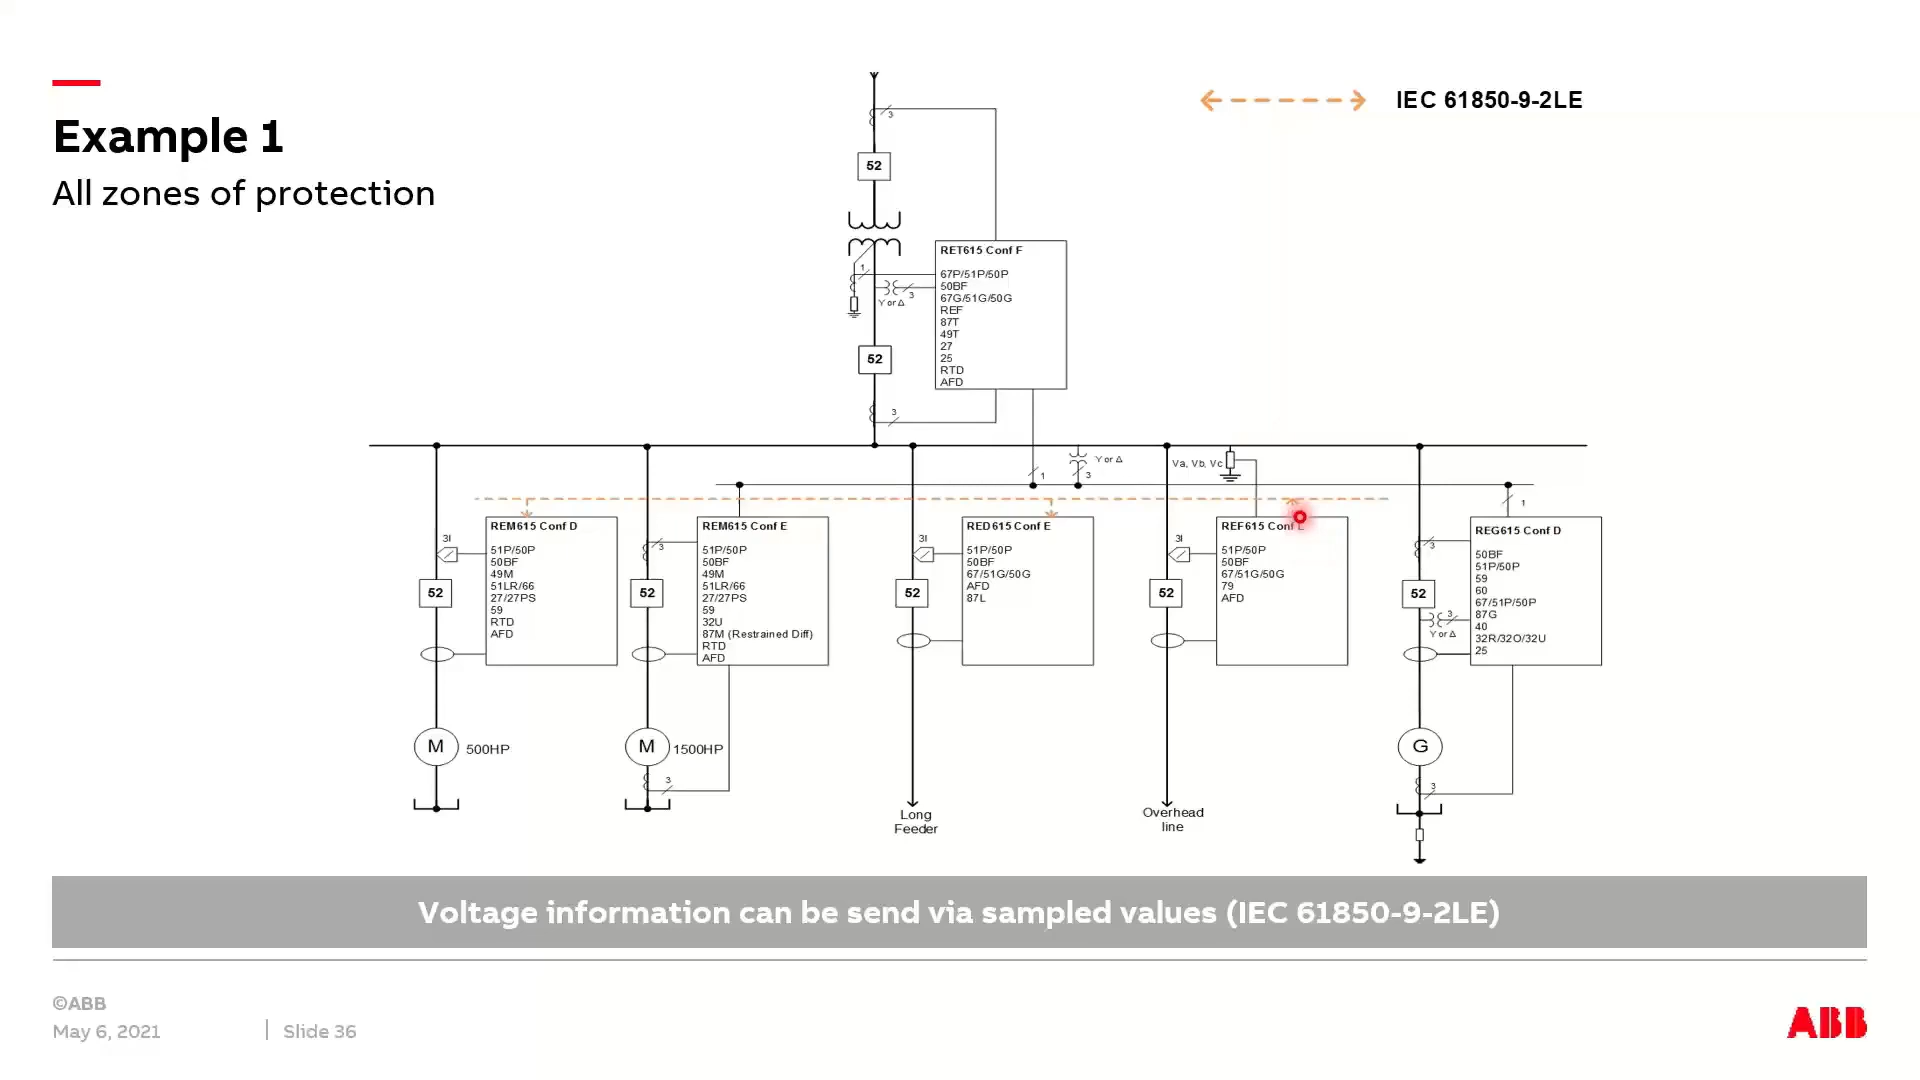 Example 1
All zones of protection
IEC 61850-9-2LE
3
52
1
3
Y or Δ
52
3
RET615 Conf F
67P/51P/50P
50BF
67G/51G/50G
REF
87T
49T
27
25
RTD
AFD
1
3
Y or Δ
Va, Vb, Vc
1
3I
52
REM615 Conf D
51P/50P
50BF
49M
51LR/66
27/27PS
59
RTD
AFD
M
500HP
3
52
REM615 Conf E
51P/50P
50BF
49M
51LR/66
27/27PS
59
32U
87M (Restrained Diff)
RTD
AFD
M
1500HP
3
3I
52
RED615 Conf E
51P/50P
50BF
67/51G/50G
AFD
87L
Long
Feeder
3I
52
REF615
51P/50P
50BF
67/51G/50G
79
AFD
Overhead
line
3
52
3
Y or Δ
REG615 Conf D
50BF
51P/50P
59
60
67/51P/50P
87G
40
32R/32O/32U
25
G
3
Voltage information can be send via sampled values (IEC 61850-9-2LE)
©ABB
May 6, 2021
Slide 36
ABB